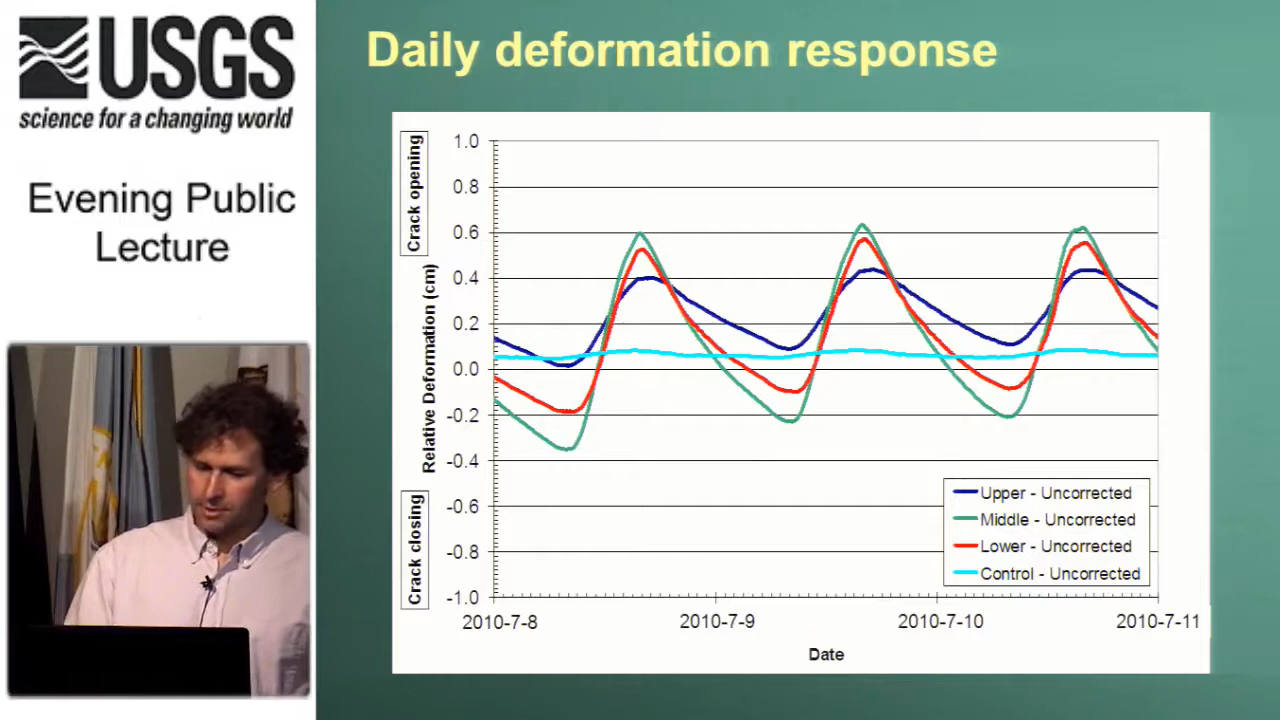 USGS
science for a changing world
Evening Public
Lecture
Daily deformation response
Crack opening
Relative Deformation (cm)
Crack closing
1.0
0.8
0.6
0.4
0.2
0.0
-0.2
-0.4
-0.6
-0.8
-1.0
Upper - Uncorrected
Middle - Uncorrected
Lower - Uncorrected
Control - Uncorrected
2010-7-8
2010-7-9
2010-7-10
2010-7-11
Date